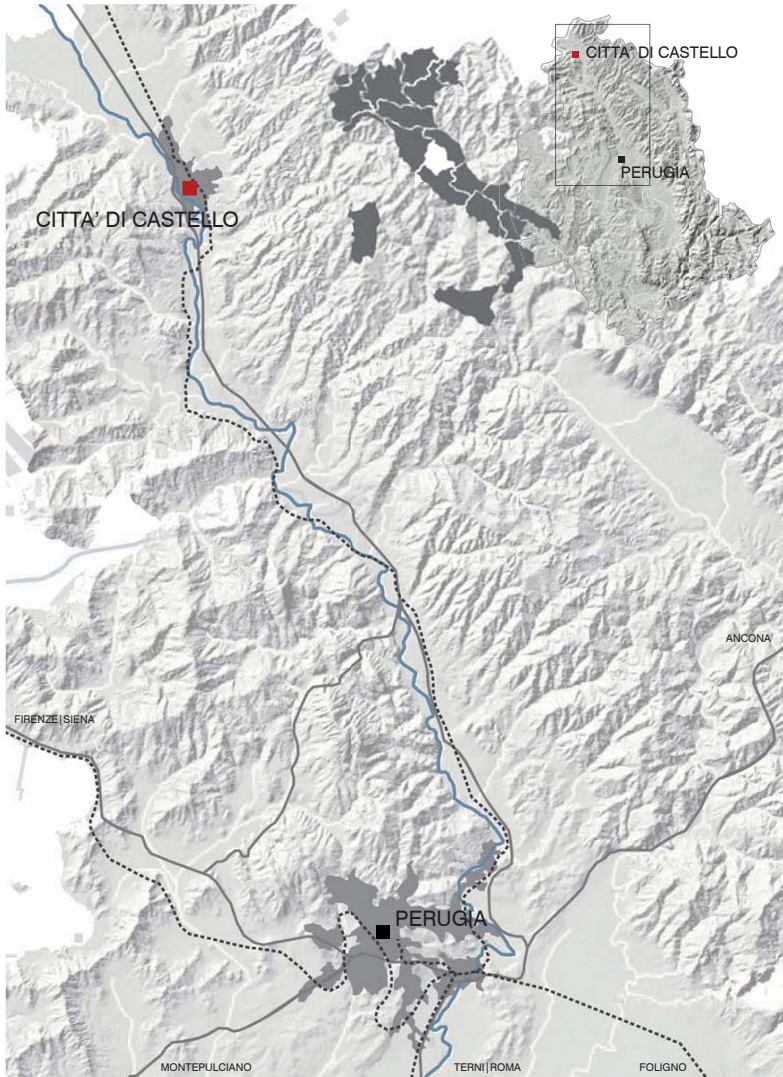 CITTA' DI CASTELLO
PERUGIA
CITTA' DI CASTELLO
ANCONA
FIRENZE|SIENA
PERUGIA
MONTEPULCIANO
TERNI|ROMA
FOLIGNO